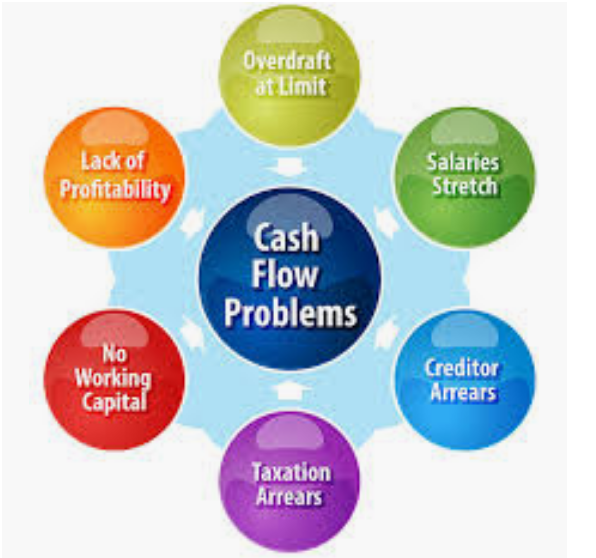 Overdraft
at Limit
Salaries
Stretch
Creditor
Arrears
Taxation
Arrears
No
Working
Capital
Lack of
Profitability
Cash
Flow
Problems